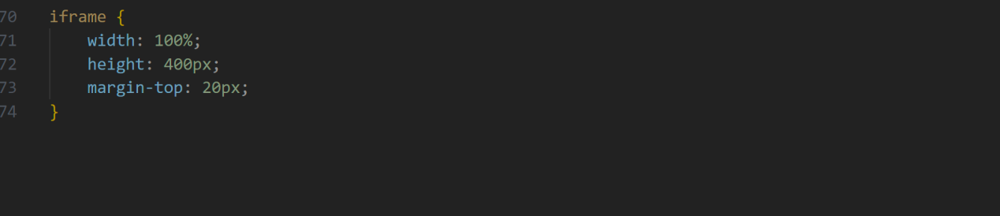 70 iframe {
71     width: 100%;
72     height: 400px;
73     margin-top: 20px;
74 }